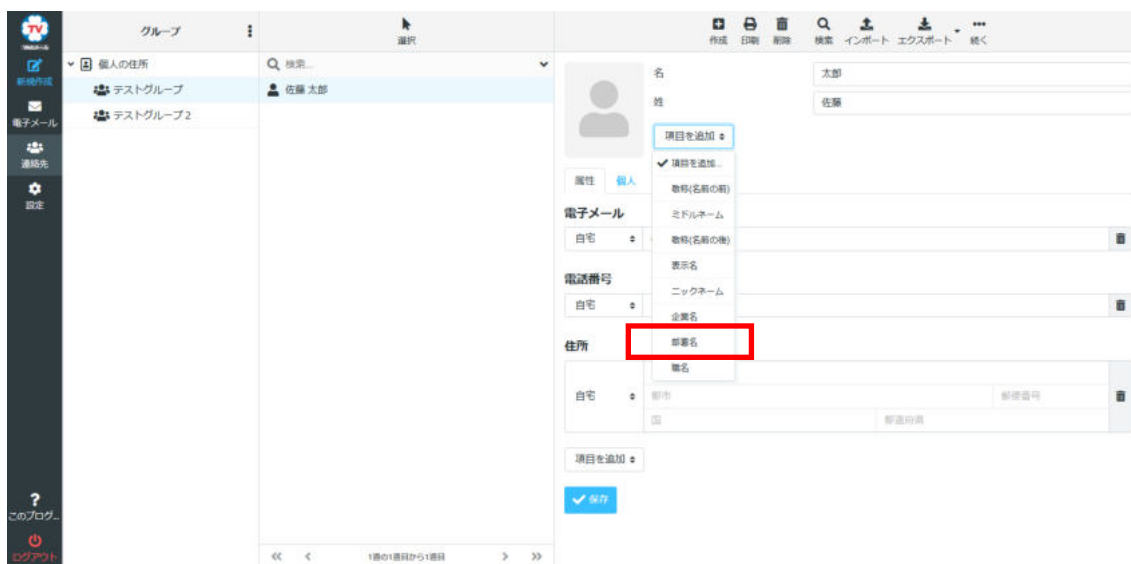 TV
新規作成
電子メール
連絡先
設定
?
このプログ...
ログアウト
グループ
個人の住所
テストグループ
テストグループ2
選択
検索...
佐藤 太郎
1通の1通目から1通目
作成
印刷
削除
検索
インポート
エクスポート
続く
名
太郎
姓
佐藤
項目を追加
項目を追加...
敬称(名前の前)
ミドルネーム
敬称(名前の後)
表示名
ニックネーム
企業名
部署名
職名
属性
個人
電子メール
自宅
電話番号
自宅
住所
自宅
都市
郵便番号
国
都道府県
項目を追加
保存